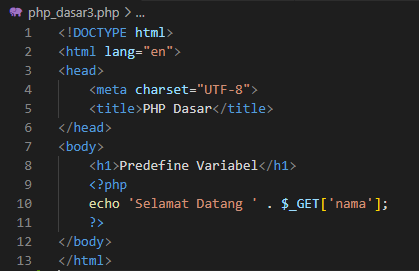 php_dasar3.php > ...
1 <!DOCTYPE html>
2 <html lang="en">
3 <head>
4 <meta charset="UTF-8">
5 <title>PHP Dasar</title>
6 </head>
7 <body>
8 <h1>Predefine Variabel</h1>
9 <?php
10 echo 'Selamat Datang ' . $_GET['nama'];
11 ?>
12 </body>
13 </html>